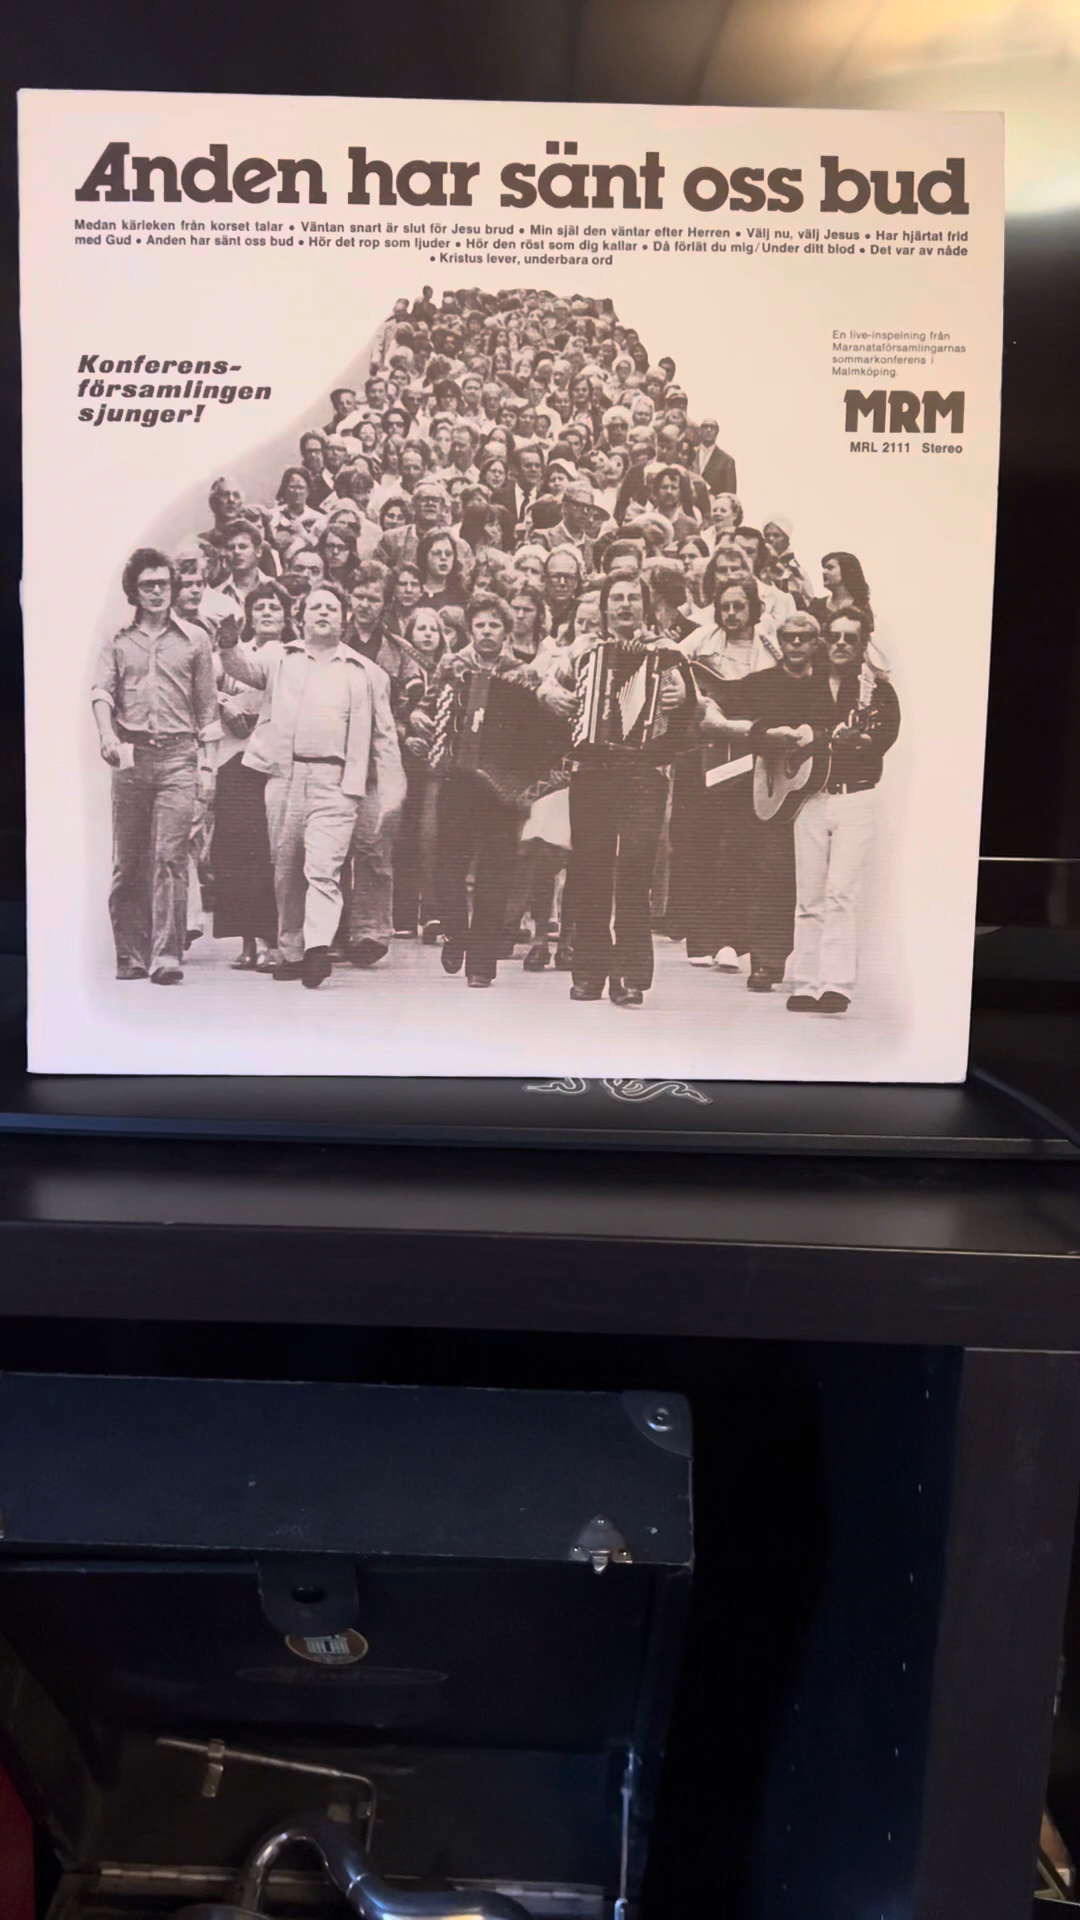 Anden har sänt oss bud
Medan kärleken från korset talar • Väntan snart är slut för Jesu brud • Min själ den väntar efter Herren • Välj nu, välj Jesus • Har hjärtat frid
med Gud • Anden har sänt oss bud • Hör det rop som ljuder • Hör den röst som dig kallar • Då förlät du mig/Under ditt blod • Det var av nåde
• Kristus lever, underbara ord
Konferens-
församlingen
sjunger!
En live-inspelning från
Maranataförsamlingarnas
sommarkonferens i
Malmköping.
MRM
MRL 2111 Stereo